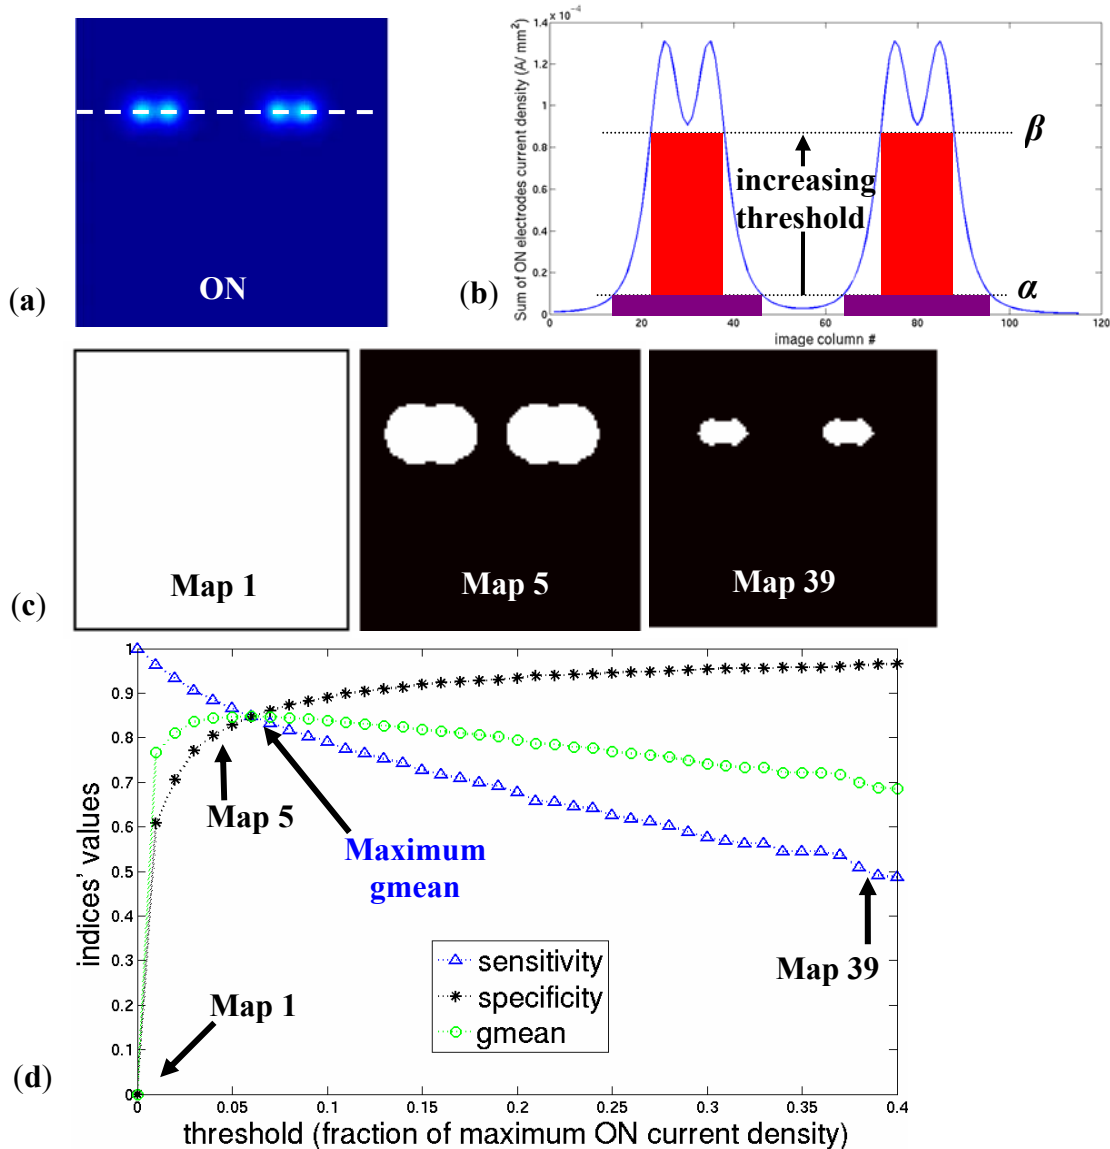 (a)
ON
(b)
× 10⁻⁴
1.4
1.2
1
0.8
0.6
0.4
0.2
0
Sum of ON electrodes current density (A/ mm²)
β
increasing
threshold
α
20
40
60
80
100
120
image column #
(c)
Map 1
Map 5
Map 39
(d)
indices' values
1
0.9
0.8
0.7
0.6
0.5
0.4
0.3
0.2
0.1
0
Map 5
Maximum
gmean
Map 39
Map 1
sensitivity
specificity
gmean
0
0.05
0.1
0.15
0.2
0.25
0.3
0.35
0.4
threshold (fraction of maximum ON current density)